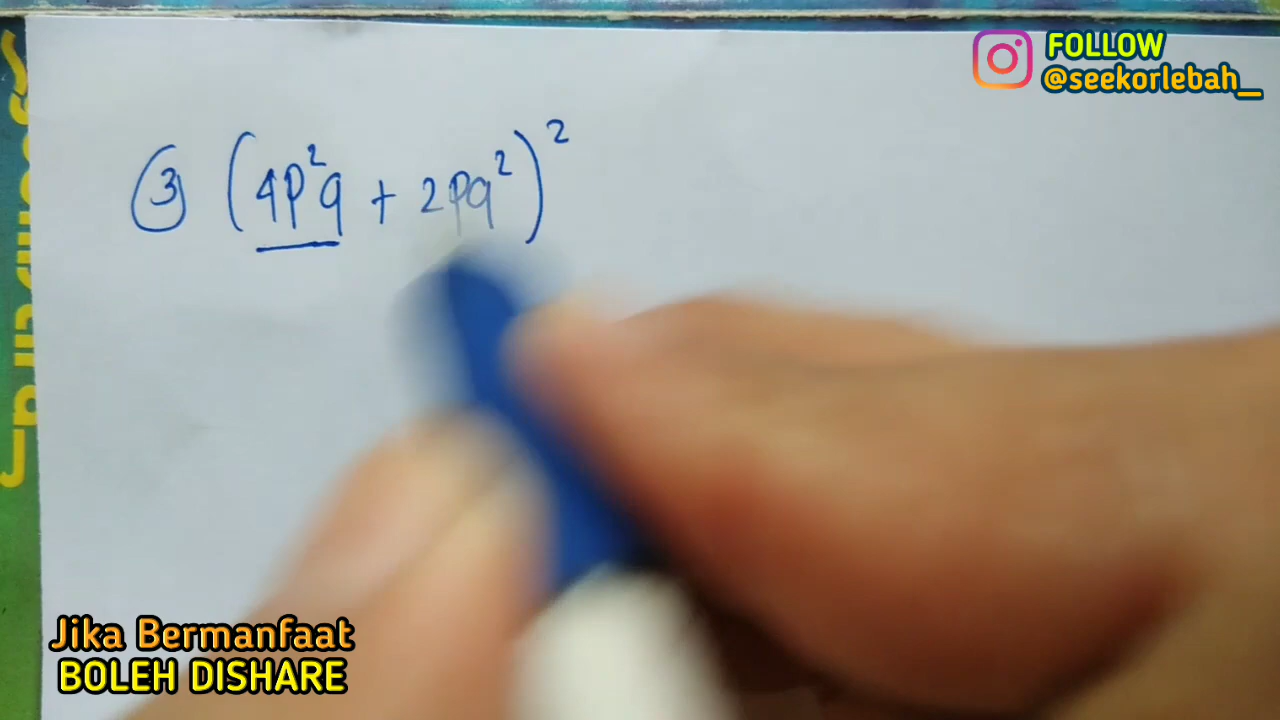 FOLLOW
@seekorlebah_
③ (4p²q + 2pq²)²
Jika Bermanfaat
BOLEH DISHARE